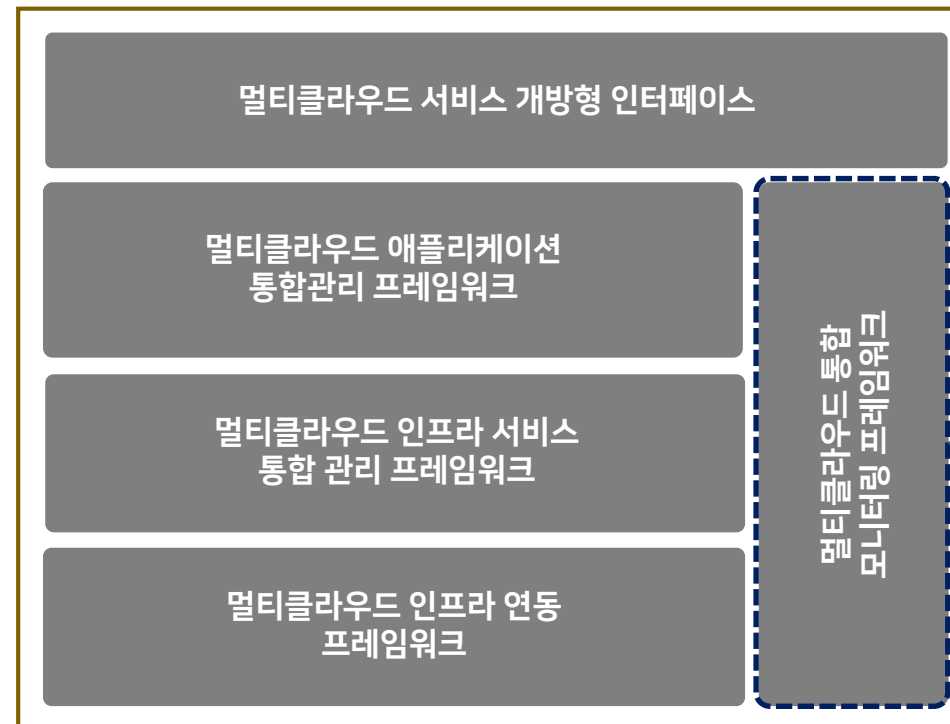 멀티클라우드 서비스 개방형 인터페이스
멀티클라우드 애플리케이션
통합관리 프레임워크
멀티클라우드 인프라 서비스
통합 관리 프레임워크
멀티클라우드 인프라 연동
프레임워크
멀티클라우드 통합
모니터링 프레임워크